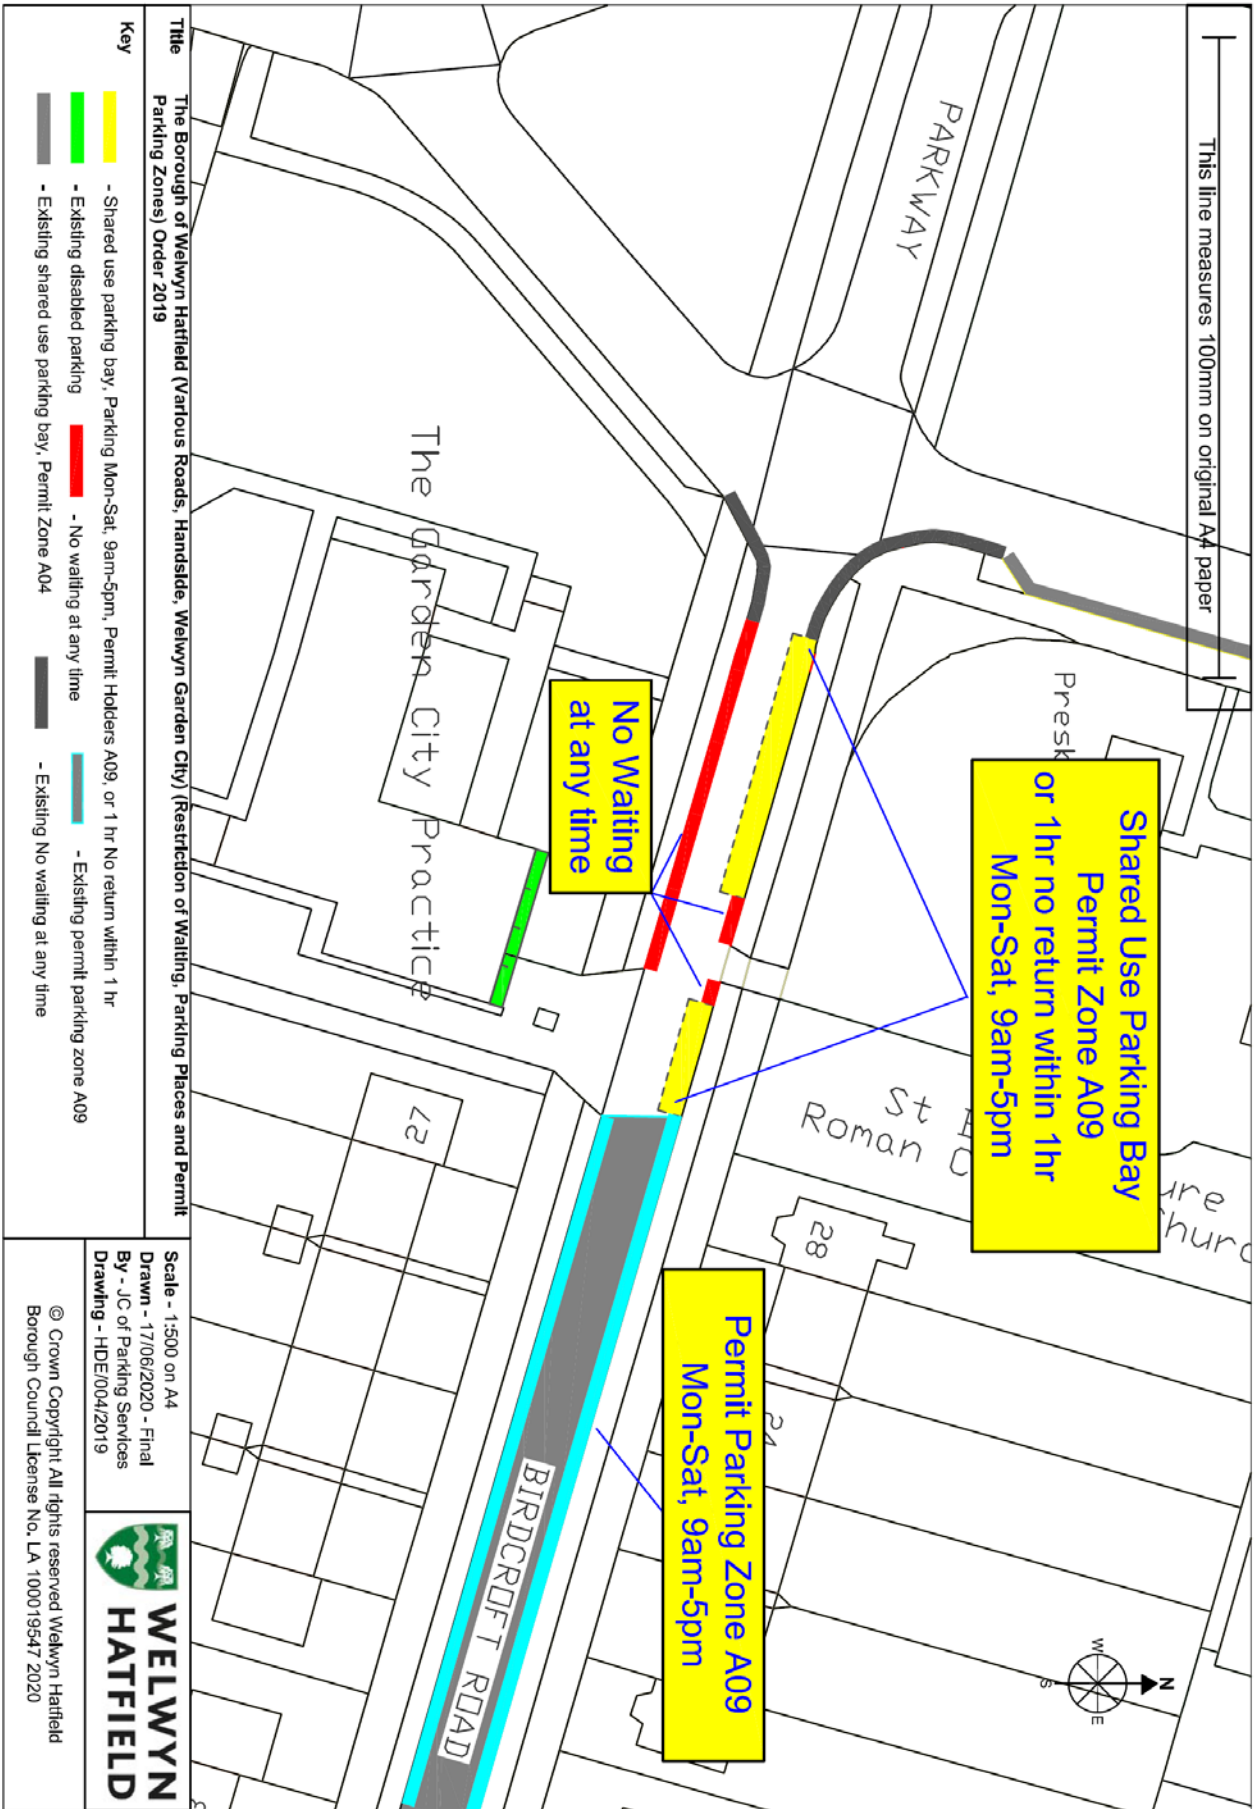 This line measures 100mm on original A4 paper
PARKWAY
Presk
Shared Use Parking Bay
Permit Zone A09
or 1hr no return within 1hr
Mon-Sat, 9am-5pm
No Waiting
at any time
The Garden City Practice
St
Roman C
ure
hurc
28
24
27
Permit Parking Zone A09
Mon-Sat, 9am-5pm
BIRDCROFT ROAD
N
W
E
S
Title
The Borough of Welwyn Hatfield (Various Roads, Handside, Welwyn Garden City) (Restriction of Waiting, Parking Places and Permit
Parking Zones) Order 2019
Key
- Shared use parking bay, Parking Mon-Sat, 9am-5pm, Permit Holders A09, or 1 hr No return within 1 hr
- Existing disabled parking
- No waiting at any time
- Existing permit parking zone A09
- Existing shared use parking bay, Permit Zone A04
- Existing No waiting at any time
Scale - 1:500 on A4
Drawn - 17/06/2020 - Final
By - JC of Parking Services
Drawing - HDE/004/2019
WELWYN
HATFIELD
© Crown Copyright All rights reserved Welwyn Hatfield
Borough Council License No. LA 100019547 2020